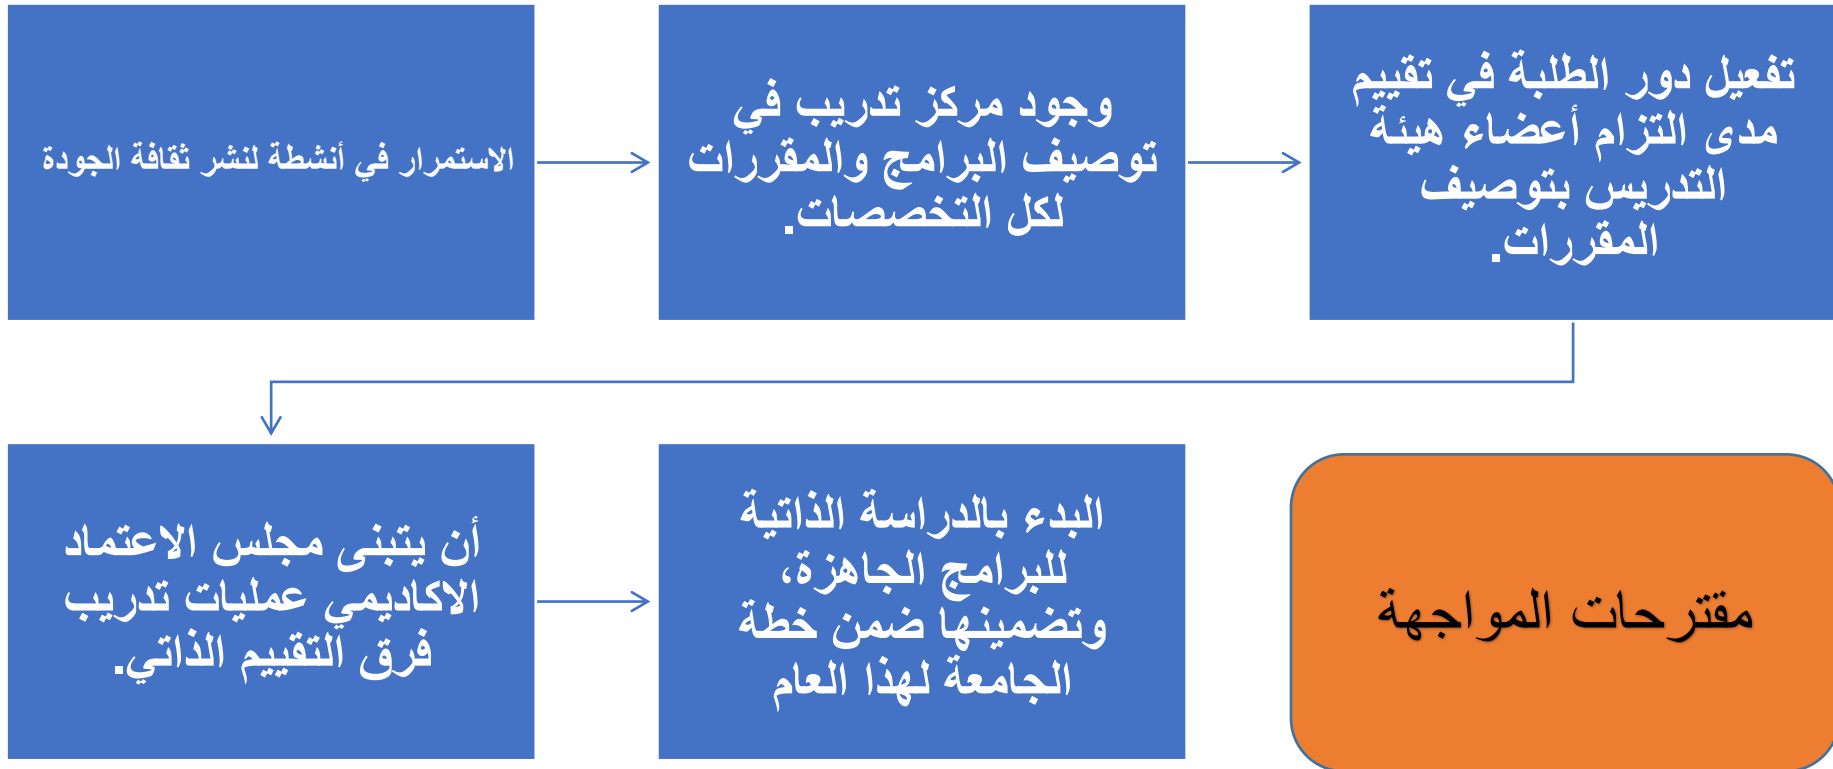 الاستمرار في أنشطة لنشر ثقافة الجودة
وجود مركز تدريب في
توصيف البرامج والمقررات
لكل التخصصات.
تفعيل دور الطلبة في تقييم
مدى التزام أعضاء هيئة
التدريس بتوصيف
المقررات.
أن يتبنى مجلس الاعتماد
الاكاديمي عمليات تدريب
فرق التقييم الذاتي.
البدء بالدراسة الذاتية
للبرامج الجاهزة،
وتضمينها ضمن خطة
الجامعة لهذا العام
مقترحات المواجهة